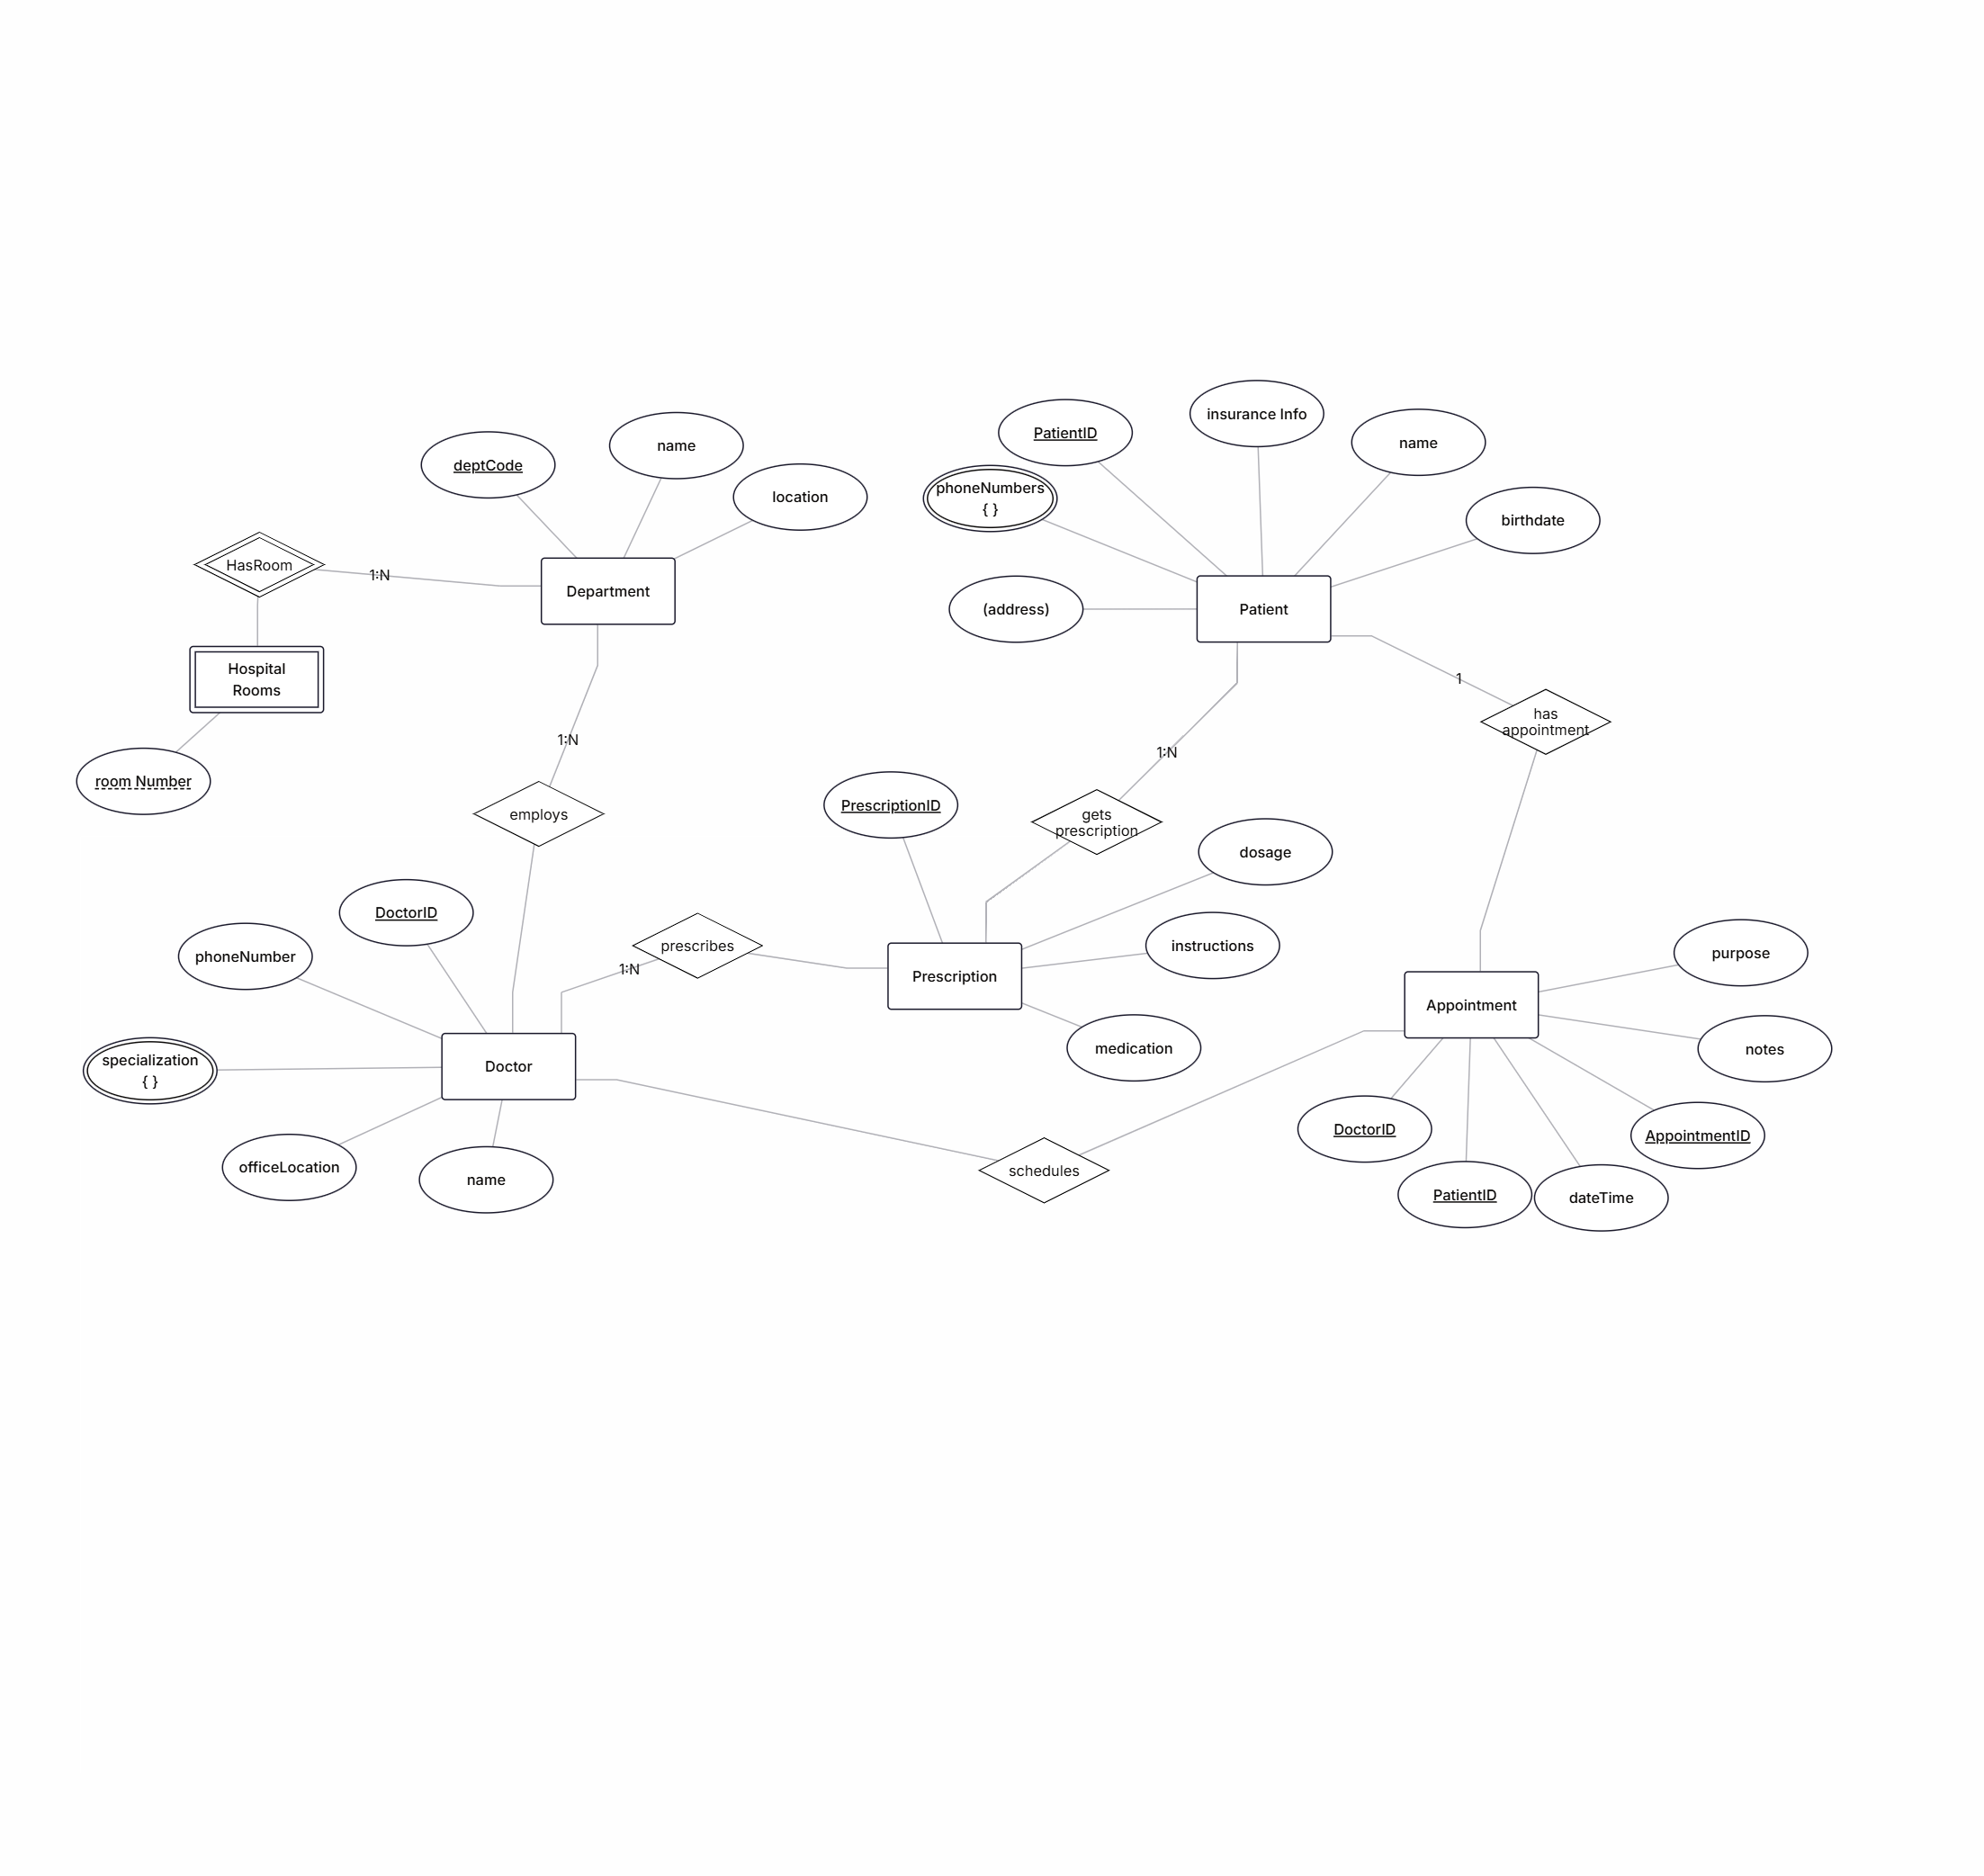 insurance Info
PatientID
name
name
deptCode
phoneNumbers
{ }
location
birthdate
HasRoom
1:N
Department
(address)
Patient
Hospital
Rooms
1
has
appointment
1:N
1:N
room Number
PrescriptionID
employs
gets
prescription
dosage
DoctorID
prescribes
instructions
purpose
phoneNumber
1:N
Prescription
Appointment
medication
notes
specialization
{ }
Doctor
DoctorID
AppointmentID
officeLocation
name
schedules
PatientID
dateTime